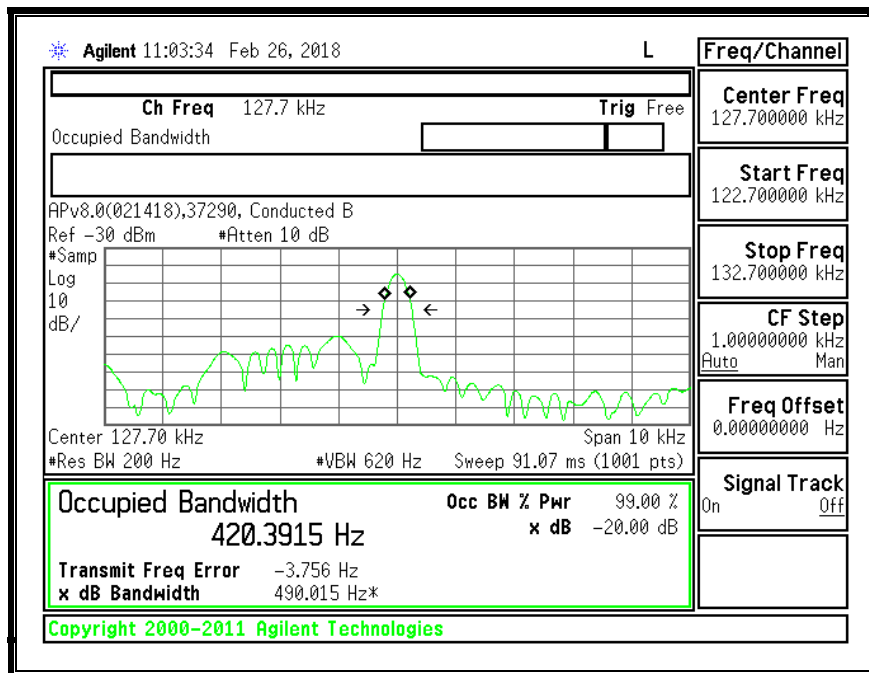 Agilent 11:03:34 Feb 26, 2018 L
Ch Freq 127.7 kHz Trig Free
Occupied Bandwidth
APv8.0(021418),37290, Conducted B
Ref -30 dBm #Atten 10 dB
#Samp
Log
10
dB/
Center 127.70 kHz Span 10 kHz
#Res BW 200 Hz #VBW 620 Hz Sweep 91.07 ms (1001 pts)
Occupied Bandwidth Occ BW % Pwr 99.00 %
420.3915 Hz x dB -20.00 dB
Transmit Freq Error -3.756 Hz
x dB Bandwidth 490.015 Hz*
Copyright 2000-2011 Agilent Technologies
Freq/Channel
Center Freq
127.700000 kHz
Start Freq
122.700000 kHz
Stop Freq
132.700000 kHz
CF Step
1.00000000 kHz
Auto Man
Freq Offset
0.00000000 Hz
Signal Track
On Off